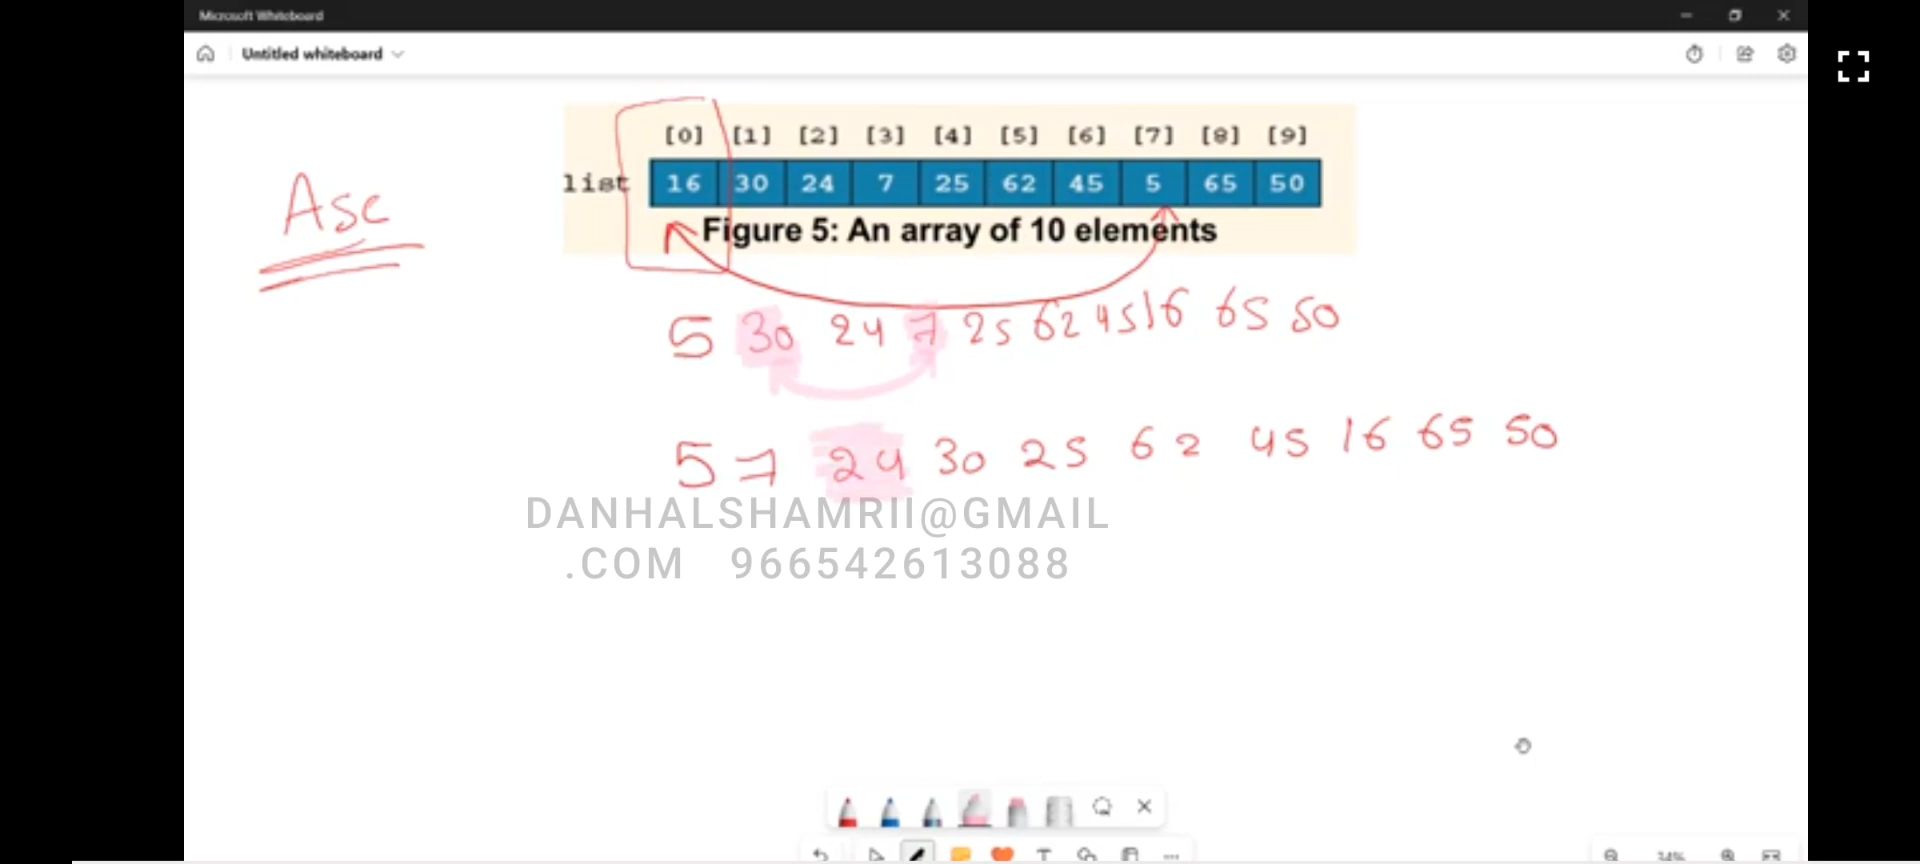 Microsoft Whiteboard
Untitled whiteboard
[0] [1] [2] [3] [4] [5] [6] [7] [8] [9]
list 16 30 24 7 25 62 45 5 65 50
Figure 5: An array of 10 elements
Asc
5 30 24 7 25 62 45 16 65 50
5 7 24 30 25 62 45 16 65 50
DANHALSHAMRII@GMAIL
.COM 966542613088
T